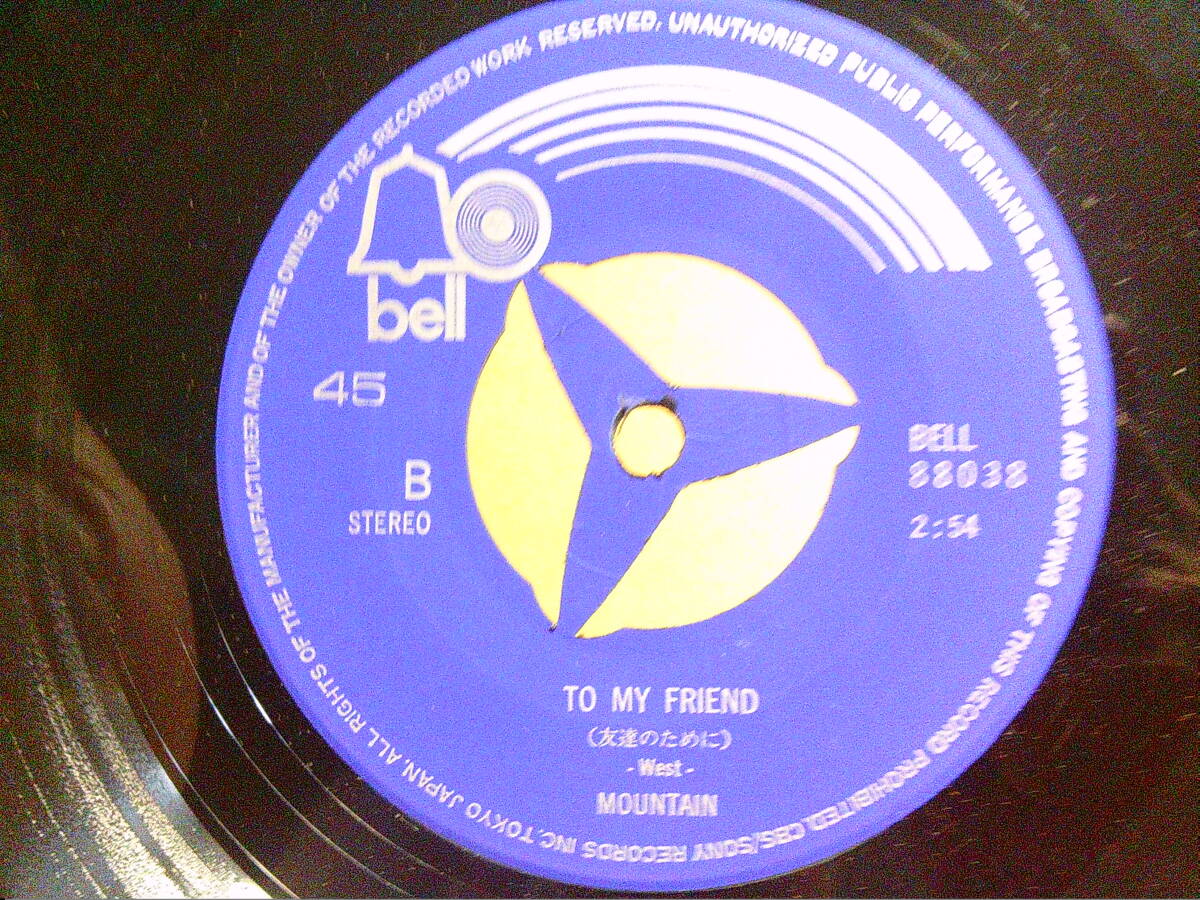 ALL RIGHTS OF THE MANUFACTURER AND OF THE OWNER OF THE RECORDED WORK RESERVED, UNAUTHORIZED PUBLIC PERFORMANCE, BROADCASTING AND COPYING OF THIS RECORD PROHIBITED, CBS/SONY RECORDS INC. TOKYO JAPAN.
bell
45
B
STEREO
BELL
88038
2:54
TO MY FRIEND
(友達のために)
- West -
MOUNTAIN